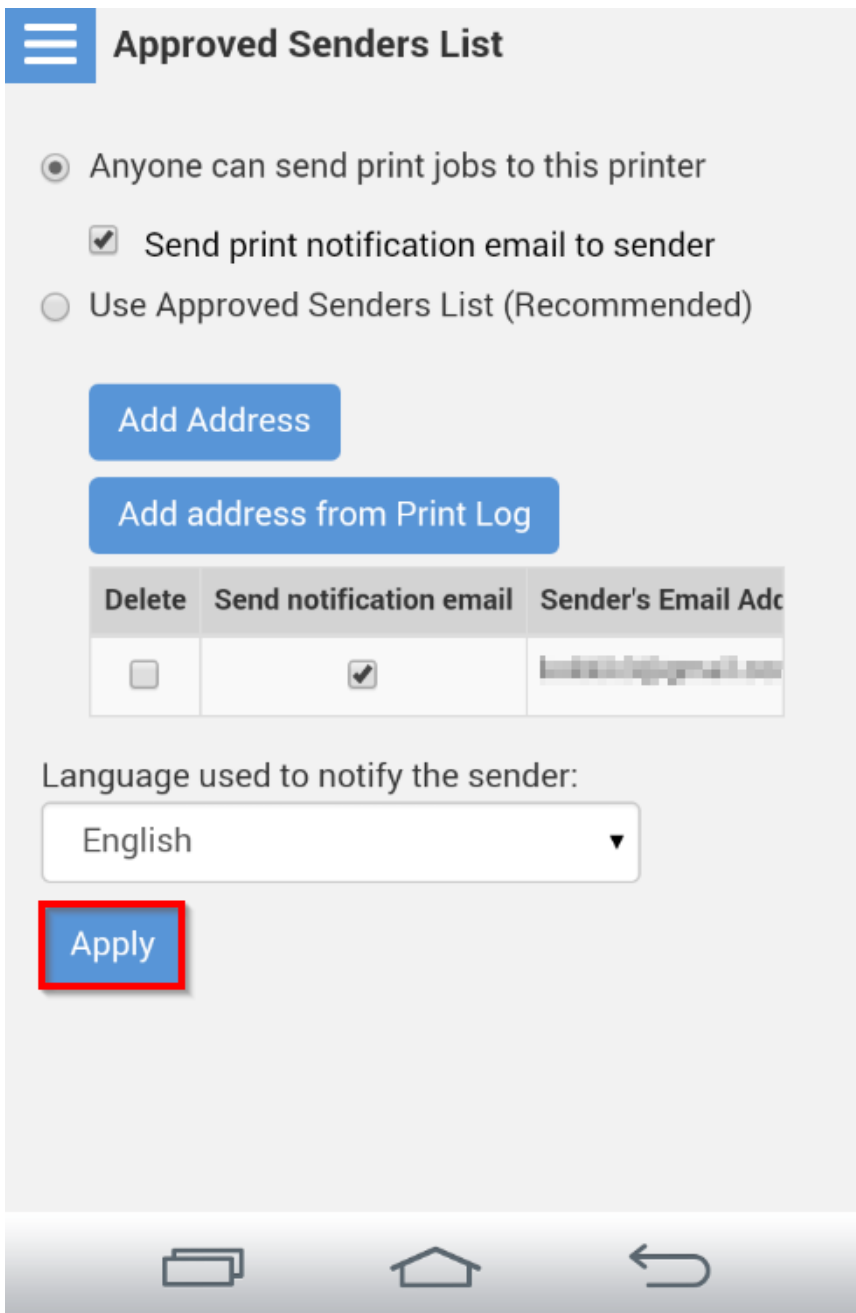 Approved Senders List
Anyone can send print jobs to this printer
Send print notification email to sender
Use Approved Senders List (Recommended)
Add Address
Add address from Print Log
Delete Send notification email Sender's Email Adc
Language used to notify the sender:
English
Apply